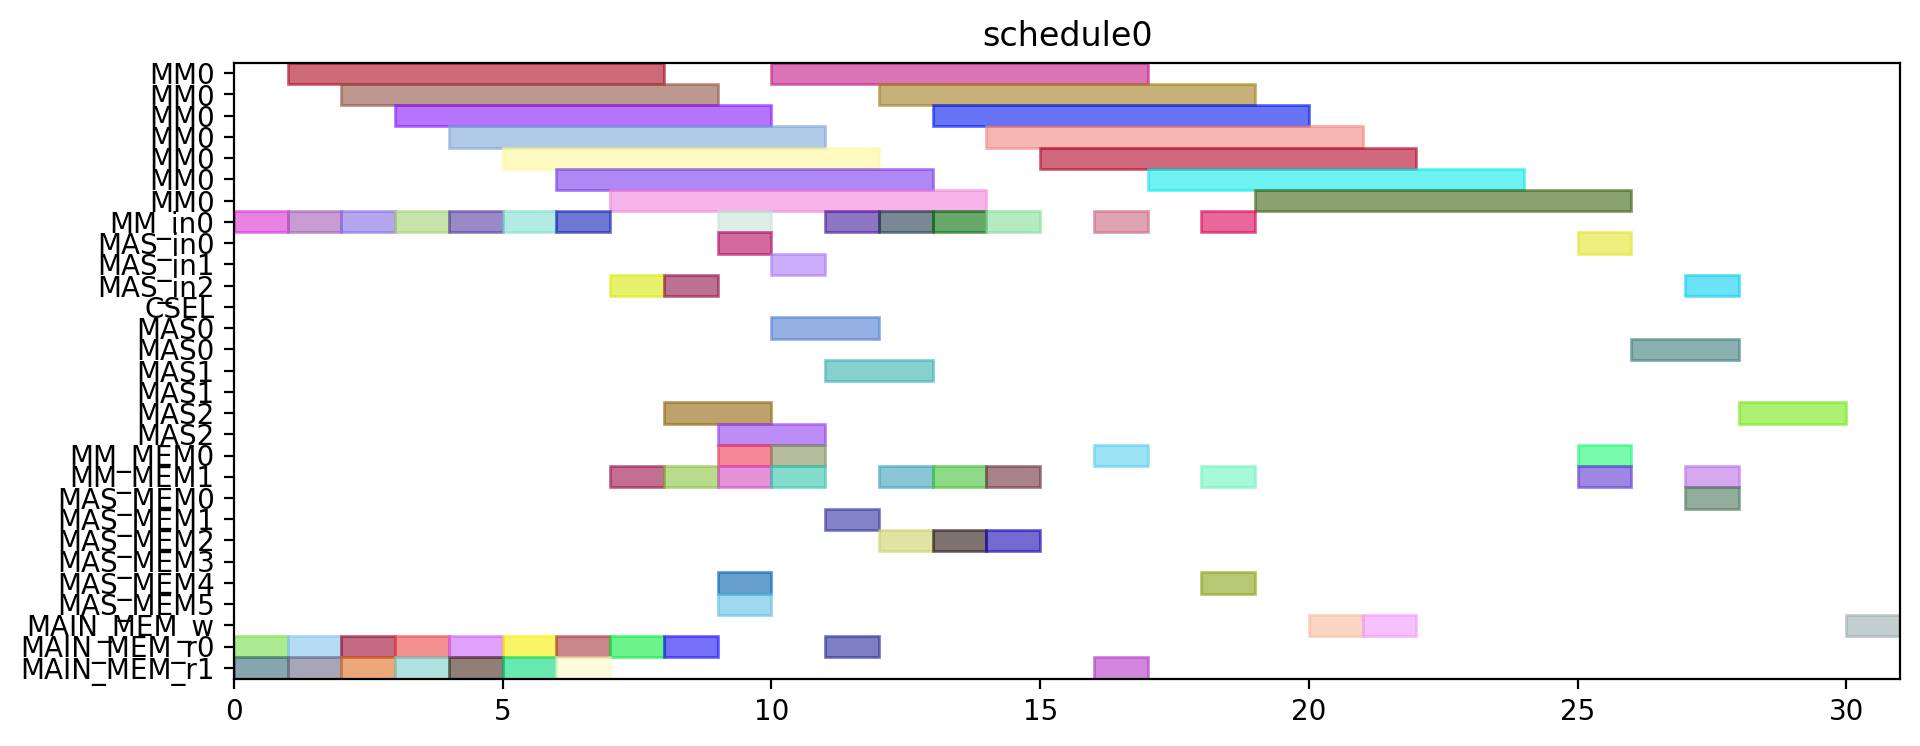 schedule0
MM0
MM0
MM0
MM0
MM0
MM0
MM0
MM_in0
MAS_in0
MAS_in1
MAS_in2
CSEL
MAS0
MAS0
MAS1
MAS1
MAS2
MAS2
MM_MEM0
MM_MEM1
MAS_MEM0
MAS_MEM1
MAS_MEM2
MAS_MEM3
MAS_MEM4
MAS_MEM5
MAIN_MEM_w
MAIN_MEM_r0
MAIN_MEM_r1
0 5 10 15 20 25 30